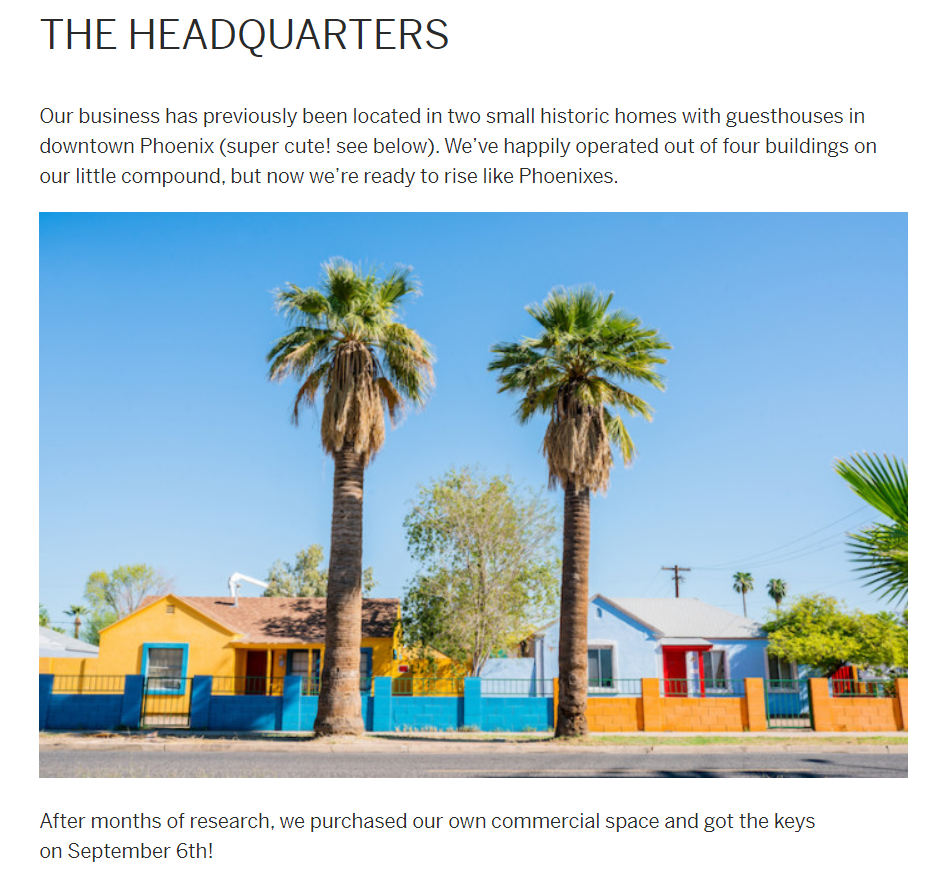 THE HEADQUARTERS
Our business has previously been located in two small historic homes with guesthouses in
downtown Phoenix (super cute! see below). We’ve happily operated out of four buildings on
our little compound, but now we’re ready to rise like Phoenixes.
After months of research, we purchased our own commercial space and got the keys
on September 6th!